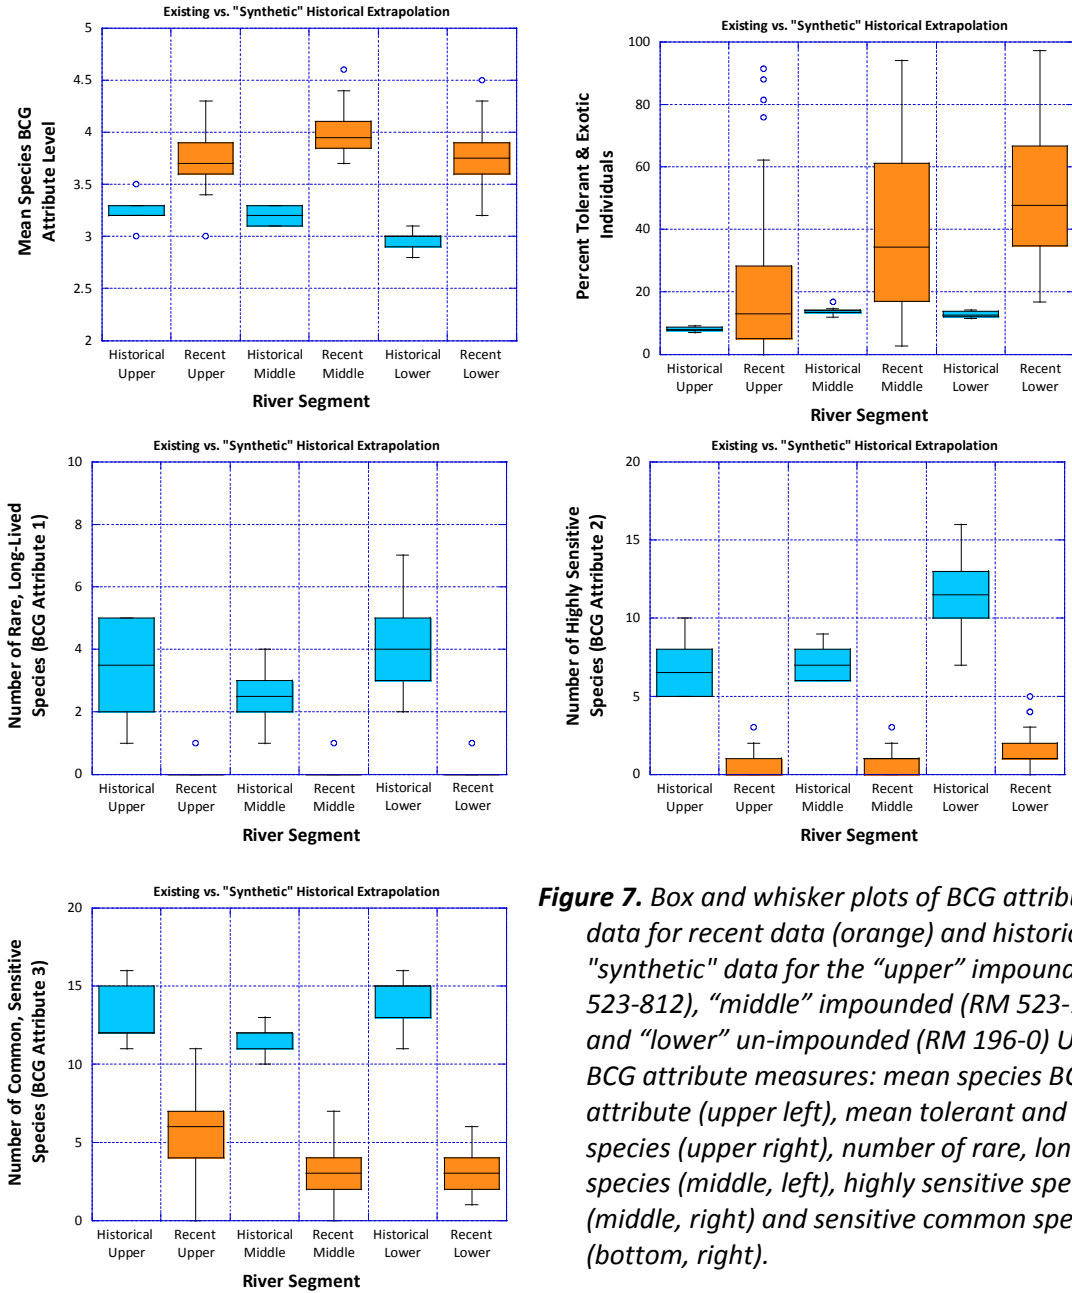 Existing vs. "Synthetic" Historical Extrapolation
Mean Species BCG
Attribute Level
5
4.5
4
3.5
3
2.5
2
Historical Upper
Recent Upper
Historical Middle
Recent Middle
Historical Lower
Recent Lower
River Segment
Existing vs. "Synthetic" Historical Extrapolation
Percent Tolerant & Exotic
Individuals
100
80
60
40
20
0
Historical Upper
Recent Upper
Historical Middle
Recent Middle
Historical Lower
Recent Lower
River Segment
Existing vs. "Synthetic" Historical Extrapolation
Number of Rare, Long-Lived
Species (BCG Attribute 1)
10
8
6
4
2
0
Historical Upper
Recent Upper
Historical Middle
Recent Middle
Historical Lower
Recent Lower
River Segment
Existing vs. "Synthetic" Historical Extrapolation
Number of Highly Sensitive
Species (BCG Attribute 2)
20
15
10
5
0
Historical Upper
Recent Upper
Historical Middle
Recent Middle
Historical Lower
Recent Lower
River Segment
Existing vs. "Synthetic" Historical Extrapolation
Number of Common, Sensitive
Species (BCG Attribute 3)
20
15
10
5
0
Historical Upper
Recent Upper
Historical Middle
Recent Middle
Historical Lower
Recent Lower
River Segment
Figure 7. Box and whisker plots of BCG
data for recent data (orange) and
"synthetic" data for the “upper”
523-812), “middle” impounded (RM
and “lower” un-impounded (RM 196-0)
BCG attribute measures: mean species
attribute (upper left), mean tolerant and
species (upper right), number of rare,
species (middle, left), highly sensitive
(middle, right) and sensitive common
(bottom, right).